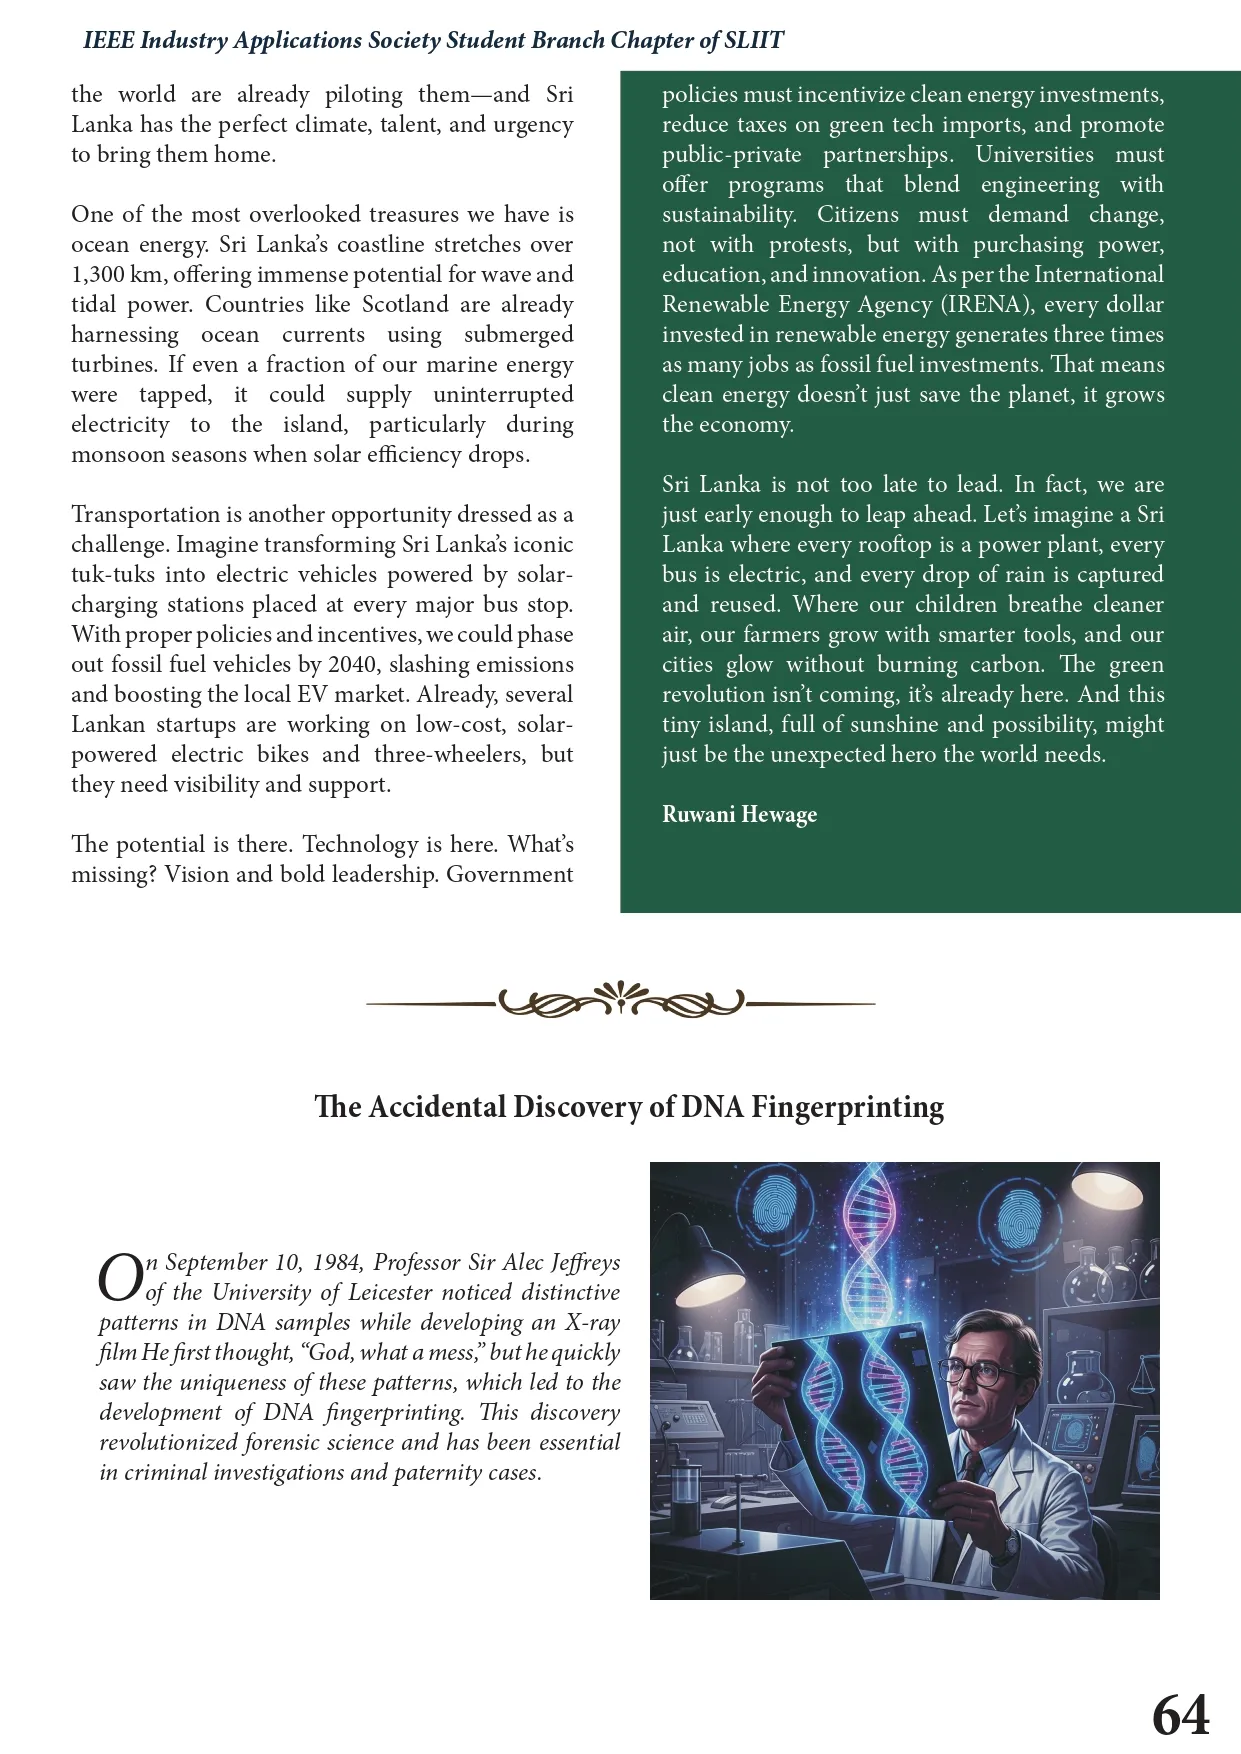 IEEE Industry Applications Society Student Branch Chapter of SLIIT
the world are already piloting them—and Sri
Lanka has the perfect climate, talent, and urgency
to bring them home.
One of the most overlooked treasures we have is
ocean energy. Sri Lanka’s coastline stretches over
1,300 km, offering immense potential for wave and
tidal power. Countries like Scotland are already
harnessing ocean currents using submerged
turbines. If even a fraction of our marine energy
were tapped, it could supply uninterrupted
electricity to the island, particularly during
monsoon seasons when solar efficiency drops.
Transportation is another opportunity dressed as a
challenge. Imagine transforming Sri Lanka’s iconic
tuk-tuks into electric vehicles powered by solar-
charging stations placed at every major bus stop.
With proper policies and incentives, we could phase
out fossil fuel vehicles by 2040, slashing emissions
and boosting the local EV market. Already, several
Lankan startups are working on low-cost, solar-
powered electric bikes and three-wheelers, but
they need visibility and support.
The potential is there. Technology is here. What’s
missing? Vision and bold leadership. Government
policies must incentivize clean energy investments,
reduce taxes on green tech imports, and promote
public-private partnerships. Universities must
offer programs that blend engineering with
sustainability. Citizens must demand change,
not with protests, but with purchasing power,
education, and innovation. As per the International
Renewable Energy Agency (IRENA), every dollar
invested in renewable energy generates three times
as many jobs as fossil fuel investments. That means
clean energy doesn’t just save the planet, it grows
the economy.
Sri Lanka is not too late to lead. In fact, we are
just early enough to leap ahead. Let’s imagine a Sri
Lanka where every rooftop is a power plant, every
bus is electric, and every drop of rain is captured
and reused. Where our children breathe cleaner
air, our farmers grow with smarter tools, and our
cities glow without burning carbon. The green
revolution isn’t coming, it’s already here. And this
tiny island, full of sunshine and possibility, might
just be the unexpected hero the world needs.
Ruwani Hewage
The Accidental Discovery of DNA Fingerprinting
On September 10, 1984, Professor Sir Alec Jeffreys
of the University of Leicester noticed distinctive
patterns in DNA samples while developing an X-ray
film He first thought, “God, what a mess,” but he quickly
saw the uniqueness of these patterns, which led to the
development of DNA fingerprinting. This discovery
revolutionized forensic science and has been essential
in criminal investigations and paternity cases.
64